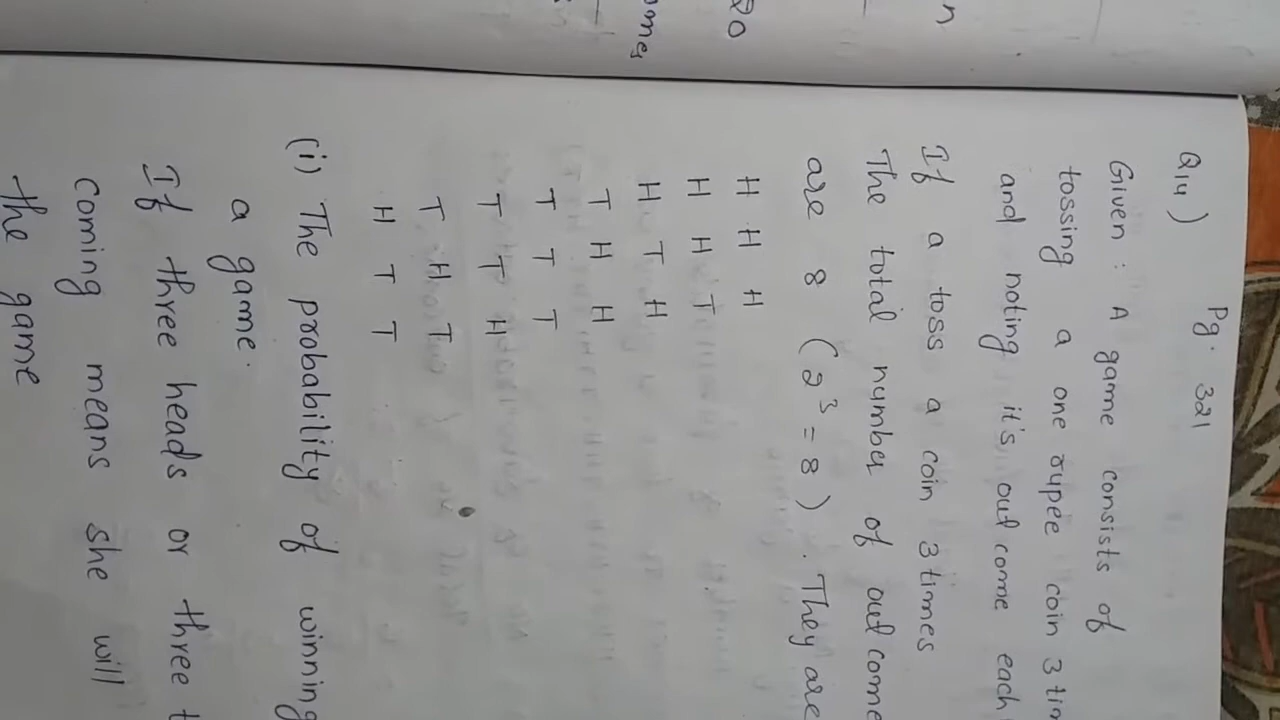 Pg. 321
Q14)
Given : A game consists of
tossing a one rupee coin 3
and noting it's out come each
If a toss a coin 3 times
The total number of out come
are 8 (2³ = 8). They are
H H H
H H T
H T H
T H H
T T T
T T H
T H T
H T T
(i) The probability of winning
a game.
If three heads or three
coming means she will
the game
n
20
omes